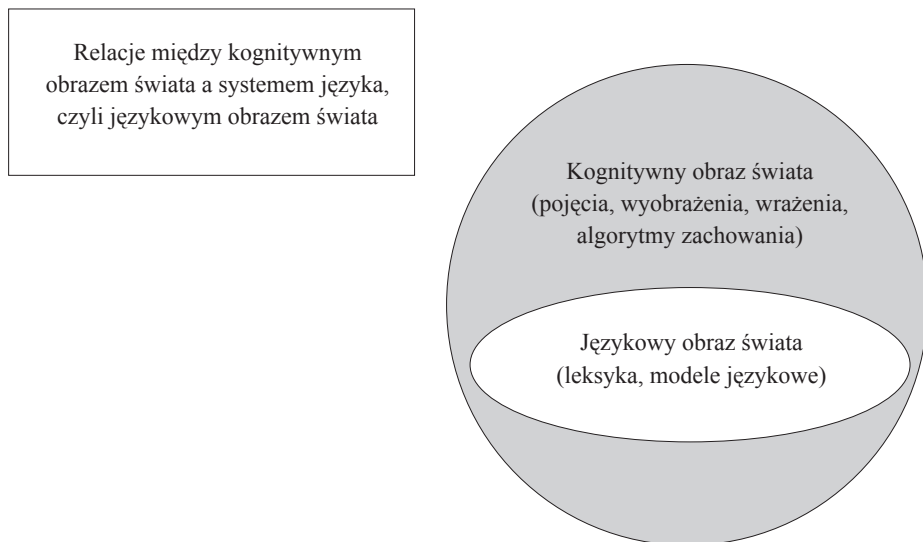 Relacje między kognitywnym
obrazem świata a systemem języka,
czyli językowym obrazem świata
Kognitywny obraz świata
(pojęcia, wyobrażenia, wrażenia,
algorytmy zachowania)
Językowy obraz świata
(leksyka, modele językowe)